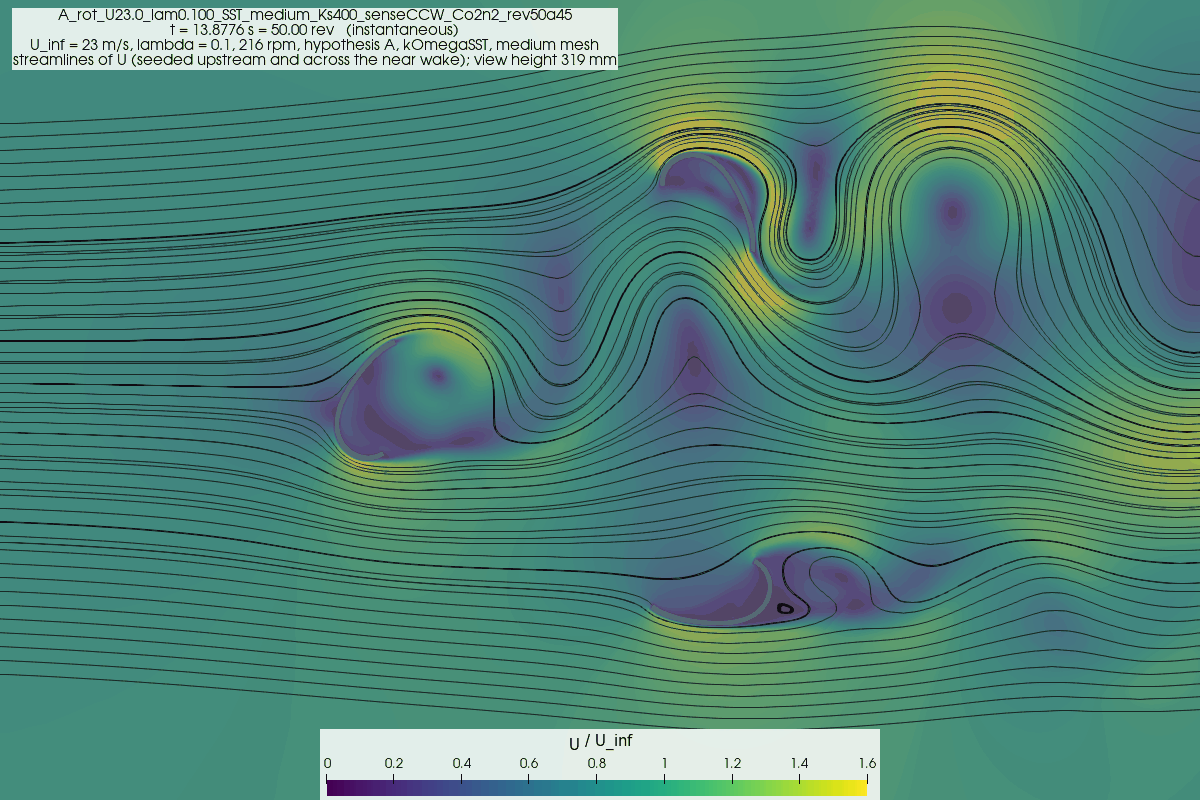 A_rot_U23.0_lam0.100_SST_medium_Ks400_senseCCW_Co2n2_rev50a45
t = 13.8776 s = 50.00 rev (instantaneous)
U_inf = 23 m/s, lambda = 0.1, 216 rpm, hypothesis A, kOmegaSST, medium mesh
streamlines of U (seeded upstream and across the near wake); view height 319 mm
U / U_inf
0 0.2 0.4 0.6 0.8 1 1.2 1.4 1.6